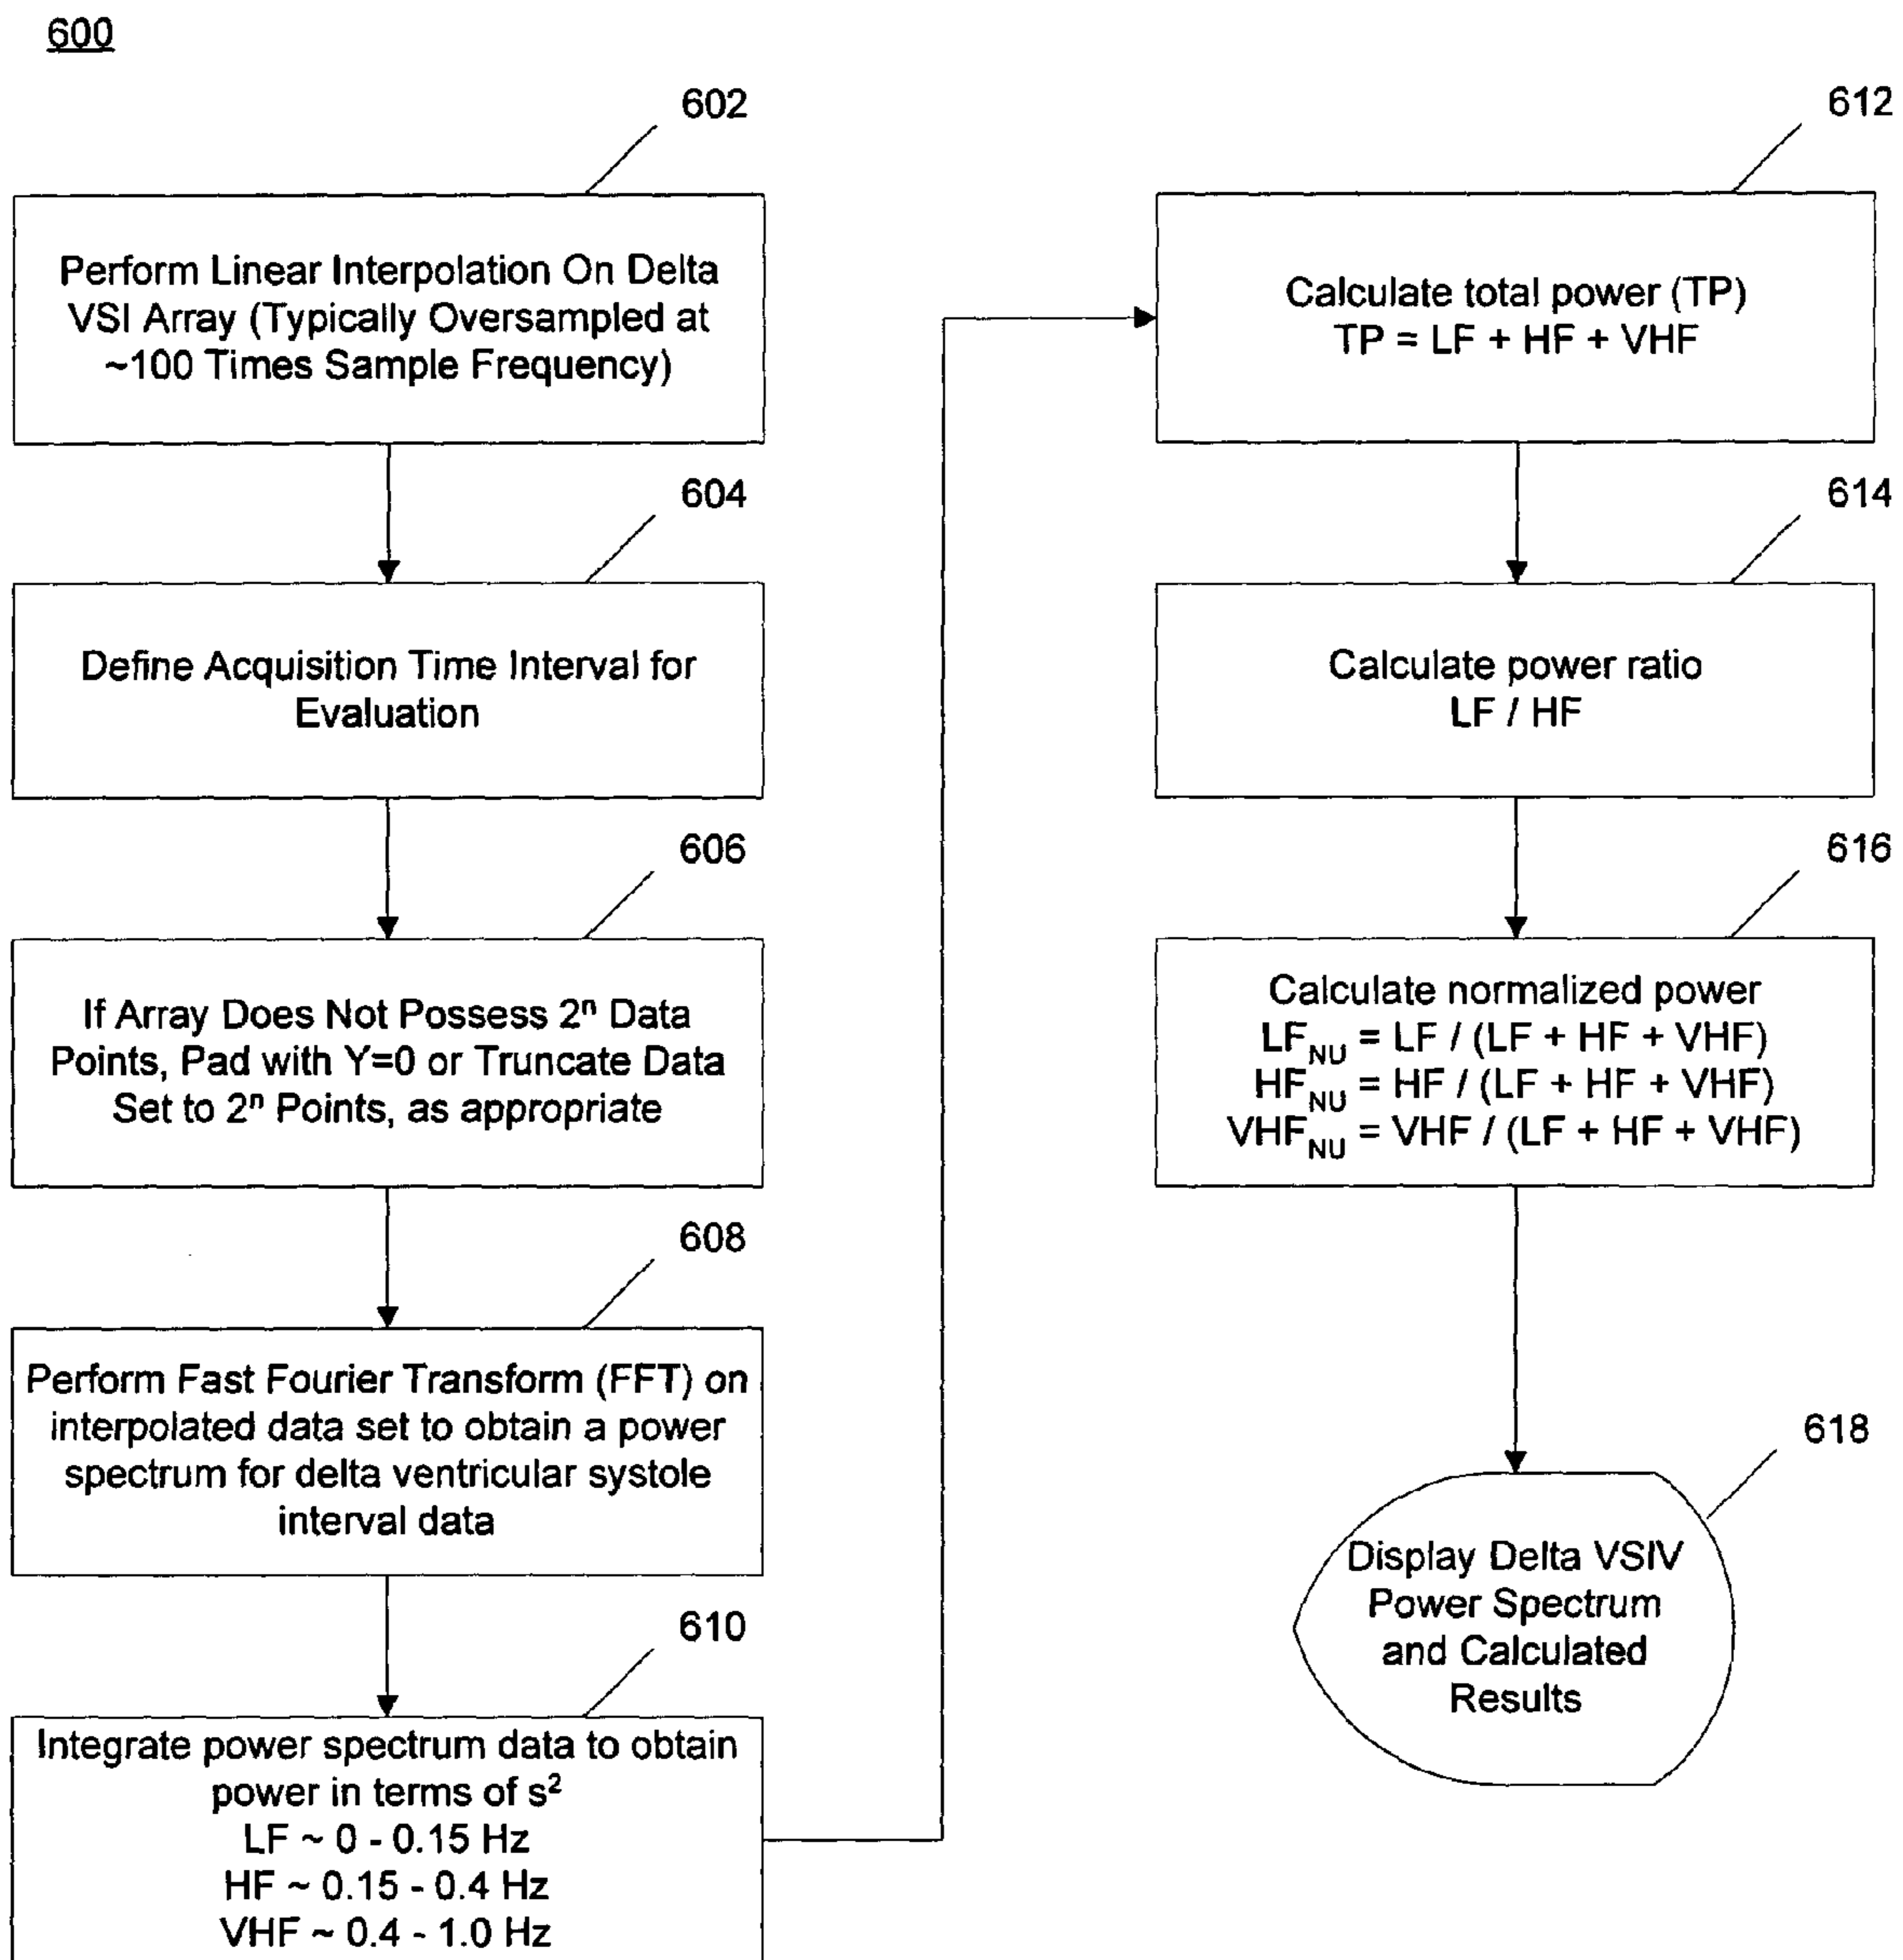 600
602
Perform Linear Interpolation On Delta
VSI Array (Typically Oversampled at
~100 Times Sample Frequency)
604
Define Acquisition Time Interval for
Evaluation
606
If Array Does Not Possess 2ⁿ Data
Points, Pad with Y=0 or Truncate Data
Set to 2ⁿ Points, as appropriate
608
Perform Fast Fourier Transform (FFT) on
interpolated data set to obtain a power
spectrum for delta ventricular systole
interval data
610
Integrate power spectrum data to obtain
power in terms of s²
LF ~ 0 - 0.15 Hz
HF ~ 0.15 - 0.4 Hz
VHF ~ 0.4 - 1.0 Hz
612
Calculate total power (TP)
TP = LF + HF + VHF
614
Calculate power ratio
LF / HF
616
Calculate normalized power
LF_NU = LF / (LF + HF + VHF)
HF_NU = HF / (LF + HF + VHF)
VHF_NU = VHF / (LF + HF + VHF)
618
Display Delta VSIV
Power Spectrum
and Calculated
Results